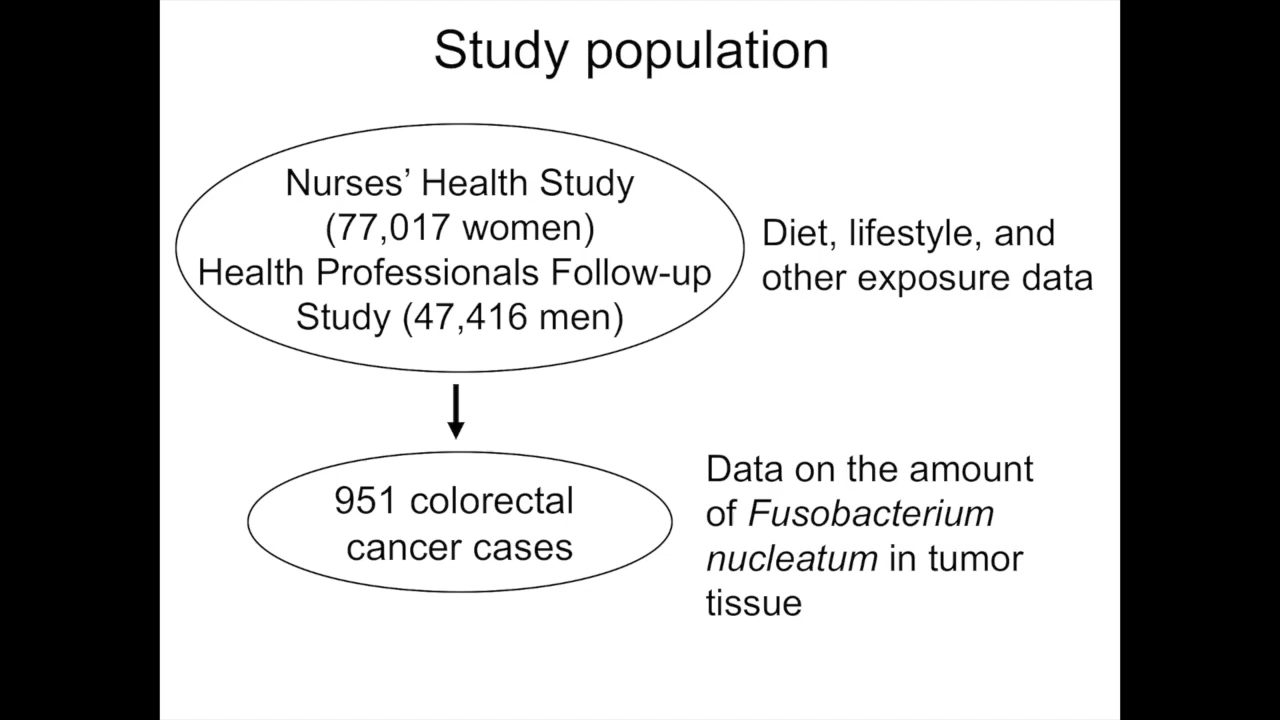 Study population
Nurses’ Health Study
(77,017 women)
Health Professionals Follow-up
Study (47,416 men)
Diet, lifestyle, and
other exposure data
951 colorectal
cancer cases
Data on the amount
of Fusobacterium
nucleatum in tumor
tissue